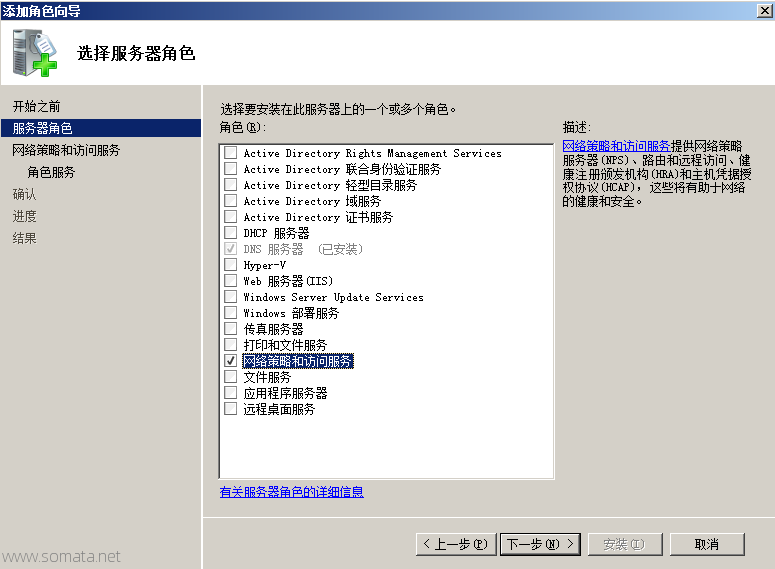 添加角色向导
选择服务器角色
开始之前
服务器角色
网络策略和访问服务
角色服务
确认
进度
结果
选择要安装在此服务器上的一个或多个角色。
角色(R):
Active Directory Rights Management Services
Active Directory 联合身份验证服务
Active Directory 轻型目录服务
Active Directory 域服务
Active Directory 证书服务
DHCP 服务器
DNS 服务器 (已安装)
Hyper-V
Web 服务器(IIS)
Windows Server Update Services
Windows 部署服务
传真服务器
打印和文件服务
网络策略和访问服务
文件服务
应用程序服务器
远程桌面服务
有关服务器角色的详细信息
描述:
网络策略和访问服务提供网络策略
服务器(NPS)、路由和远程访问、健
康注册颁发机构(HRA)和主机凭据授
权协议(HCAP)，这些将有助于网络
的健康和安全。
< 上一步(P)
下一步(N) >
安装(I)
取消
www.somata.net